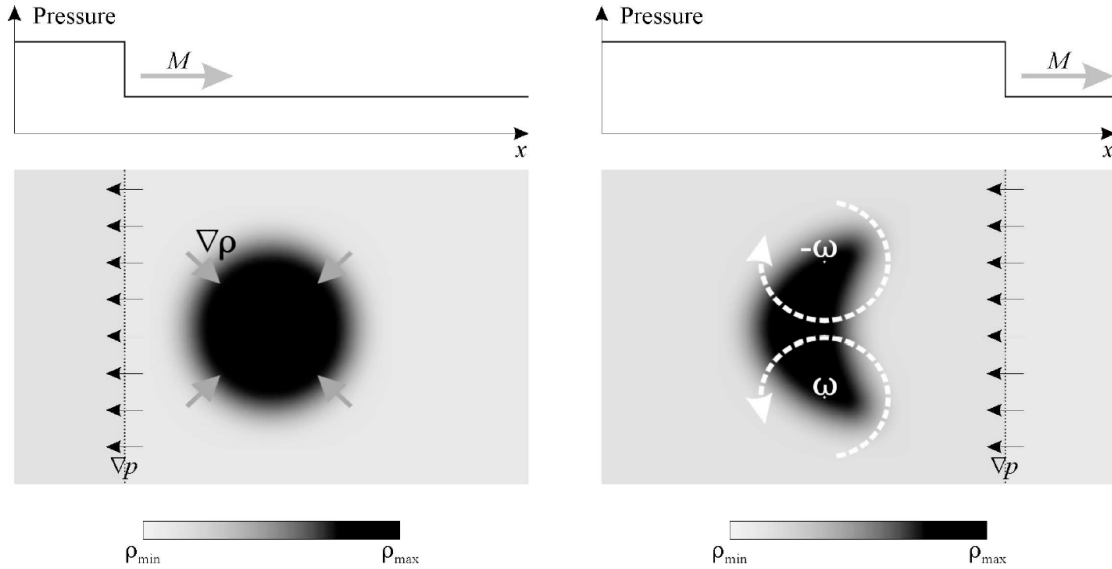 Pressure
M
x
∇ρ
∇p
ρmin ρmax
Pressure
M
x
-ω
ω
∇p
ρmin ρmax